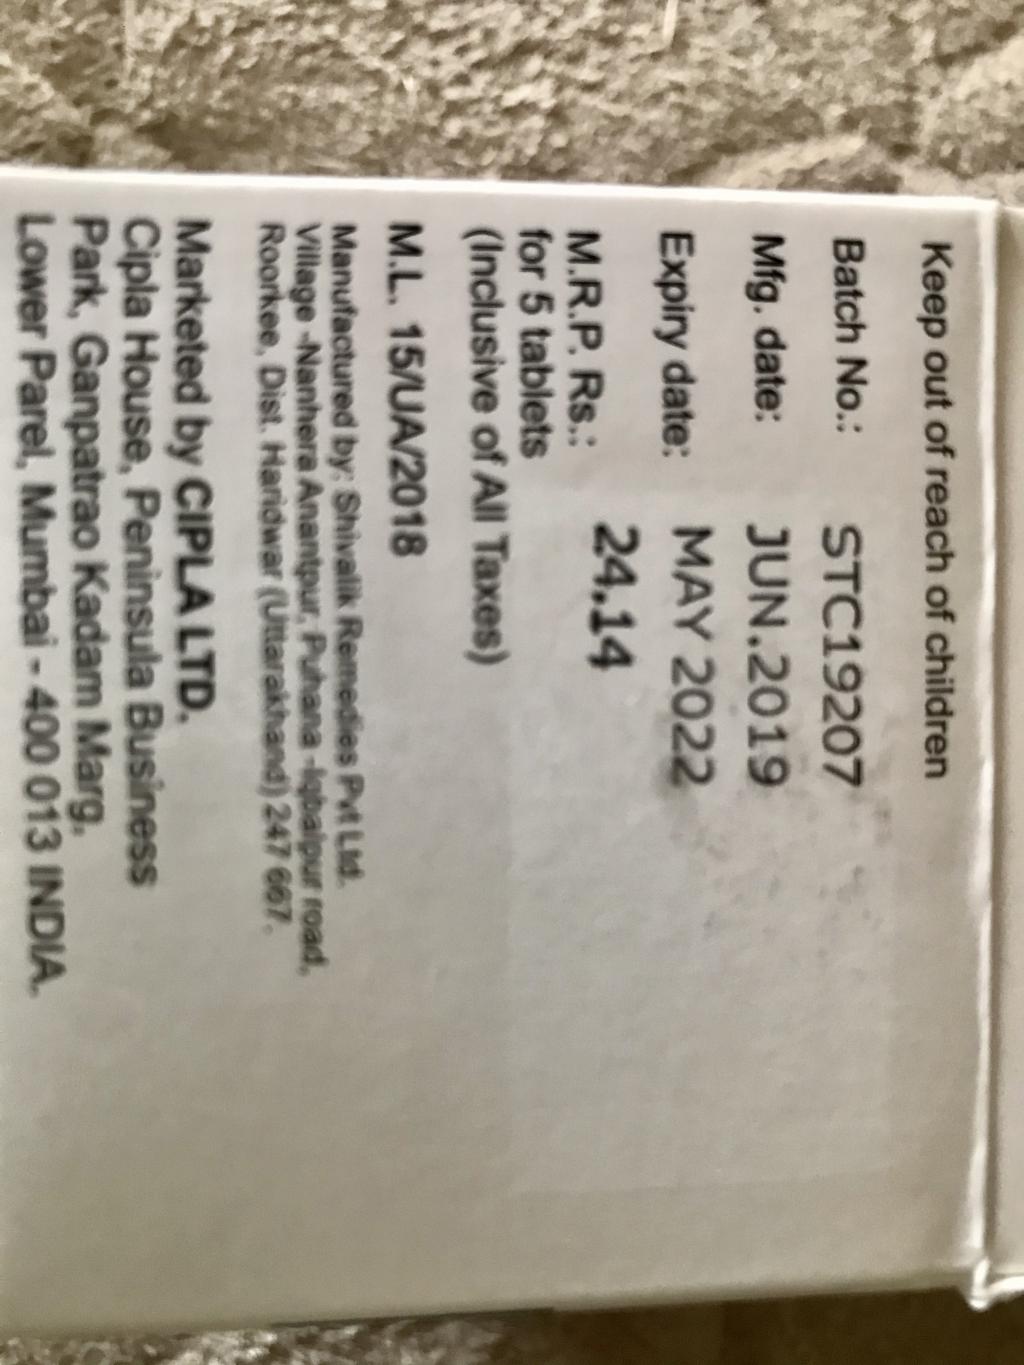 Keep out of reach of children
Batch No.: STC19207
Mfg. date: JUN.2019
Expiry date: MAY 2022
M.R.P. Rs.: 24.14
for 5 tablets
(Inclusive of All Taxes)
M.L. 15/UA/2018
Manufactured by: Shivalik Remedies Pvt Ltd.
Village -Nanhera Anantpur, Puhana -Iqbalpur road,
Roorkee, Dist. Haridwar (Uttarakhand) 247 667.
Marketed by CIPLA LTD.
Cipla House, Peninsula Business
Park, Ganpatrao Kadam Marg,
Lower Parel, Mumbai - 400 013 INDIA.